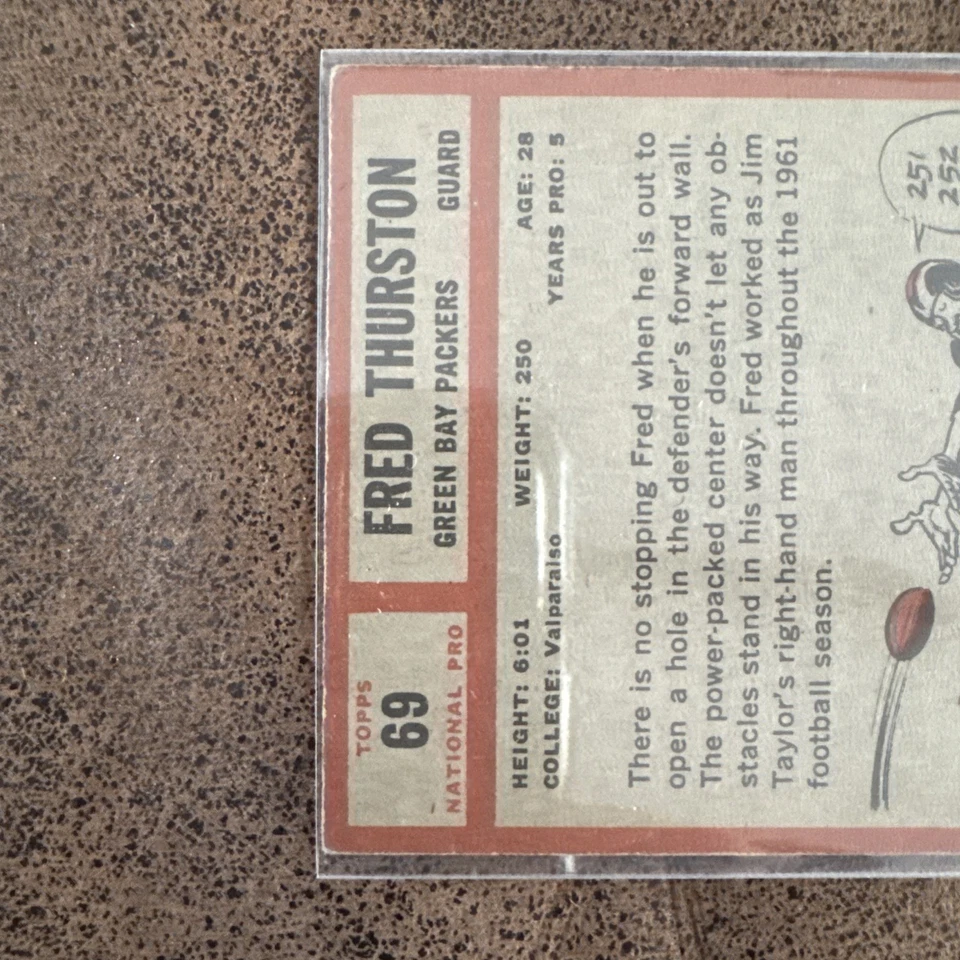 TOPPS
69
NATIONAL PRO
FRED THURSTON
GREEN BAY PACKERS GUARD
HEIGHT: 6:01 WEIGHT: 250 AGE: 28
COLLEGE: Valparaiso YEARS PRO: 5
There is no stopping Fred when he is out to
open a hole in the defender's forward wall.
The power-packed center doesn't let any ob-
stacles stand in his way. Fred worked as Jim
Taylor's right-hand man throughout the 1961
football season.
251
252